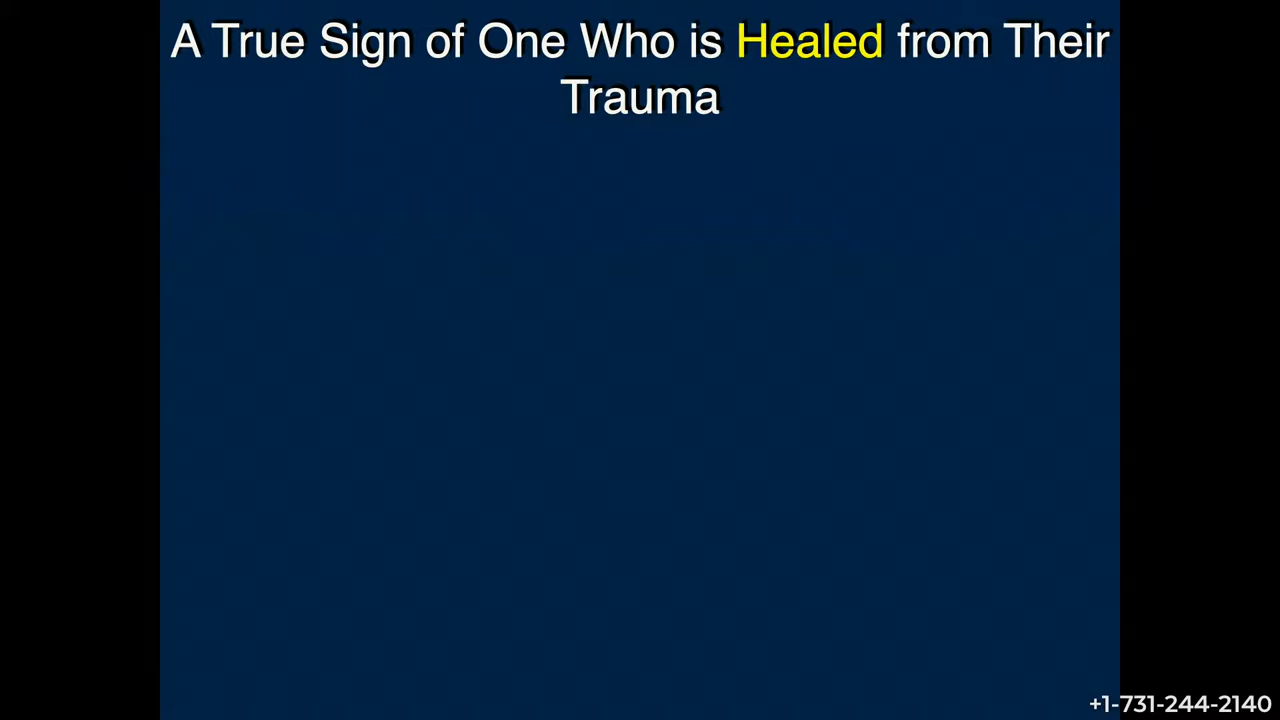 A True Sign of One Who is Healed from Their
Trauma
+1-731-244-2140